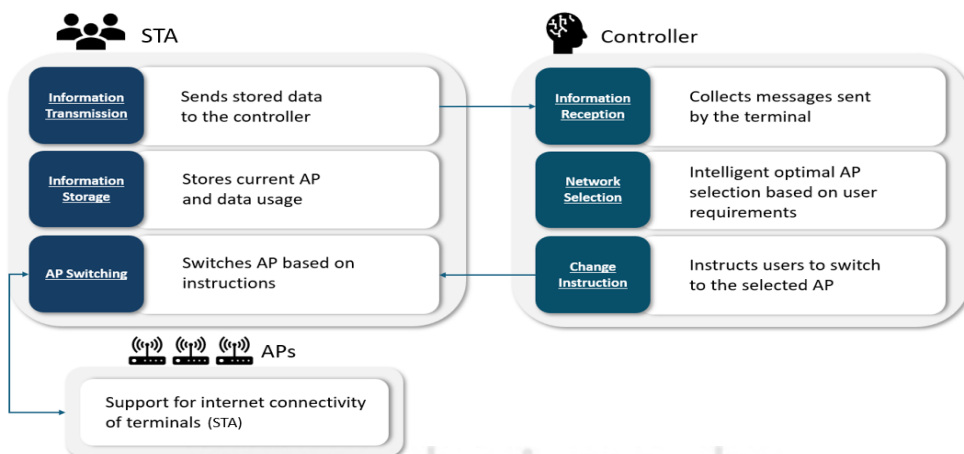 STA
Information
Transmission
Sends stored data
to the controller
Information
Storage
Stores current AP
and data usage
AP Switching
Switches AP based on
instructions
Controller
Information
Reception
Collects messages sent
by the terminal
Network
Selection
Intelligent optimal AP
selection based on user
requirements
Change
Instruction
Instructs users to switch
to the selected AP
APs
Support for internet connectivity
of terminals (STA)